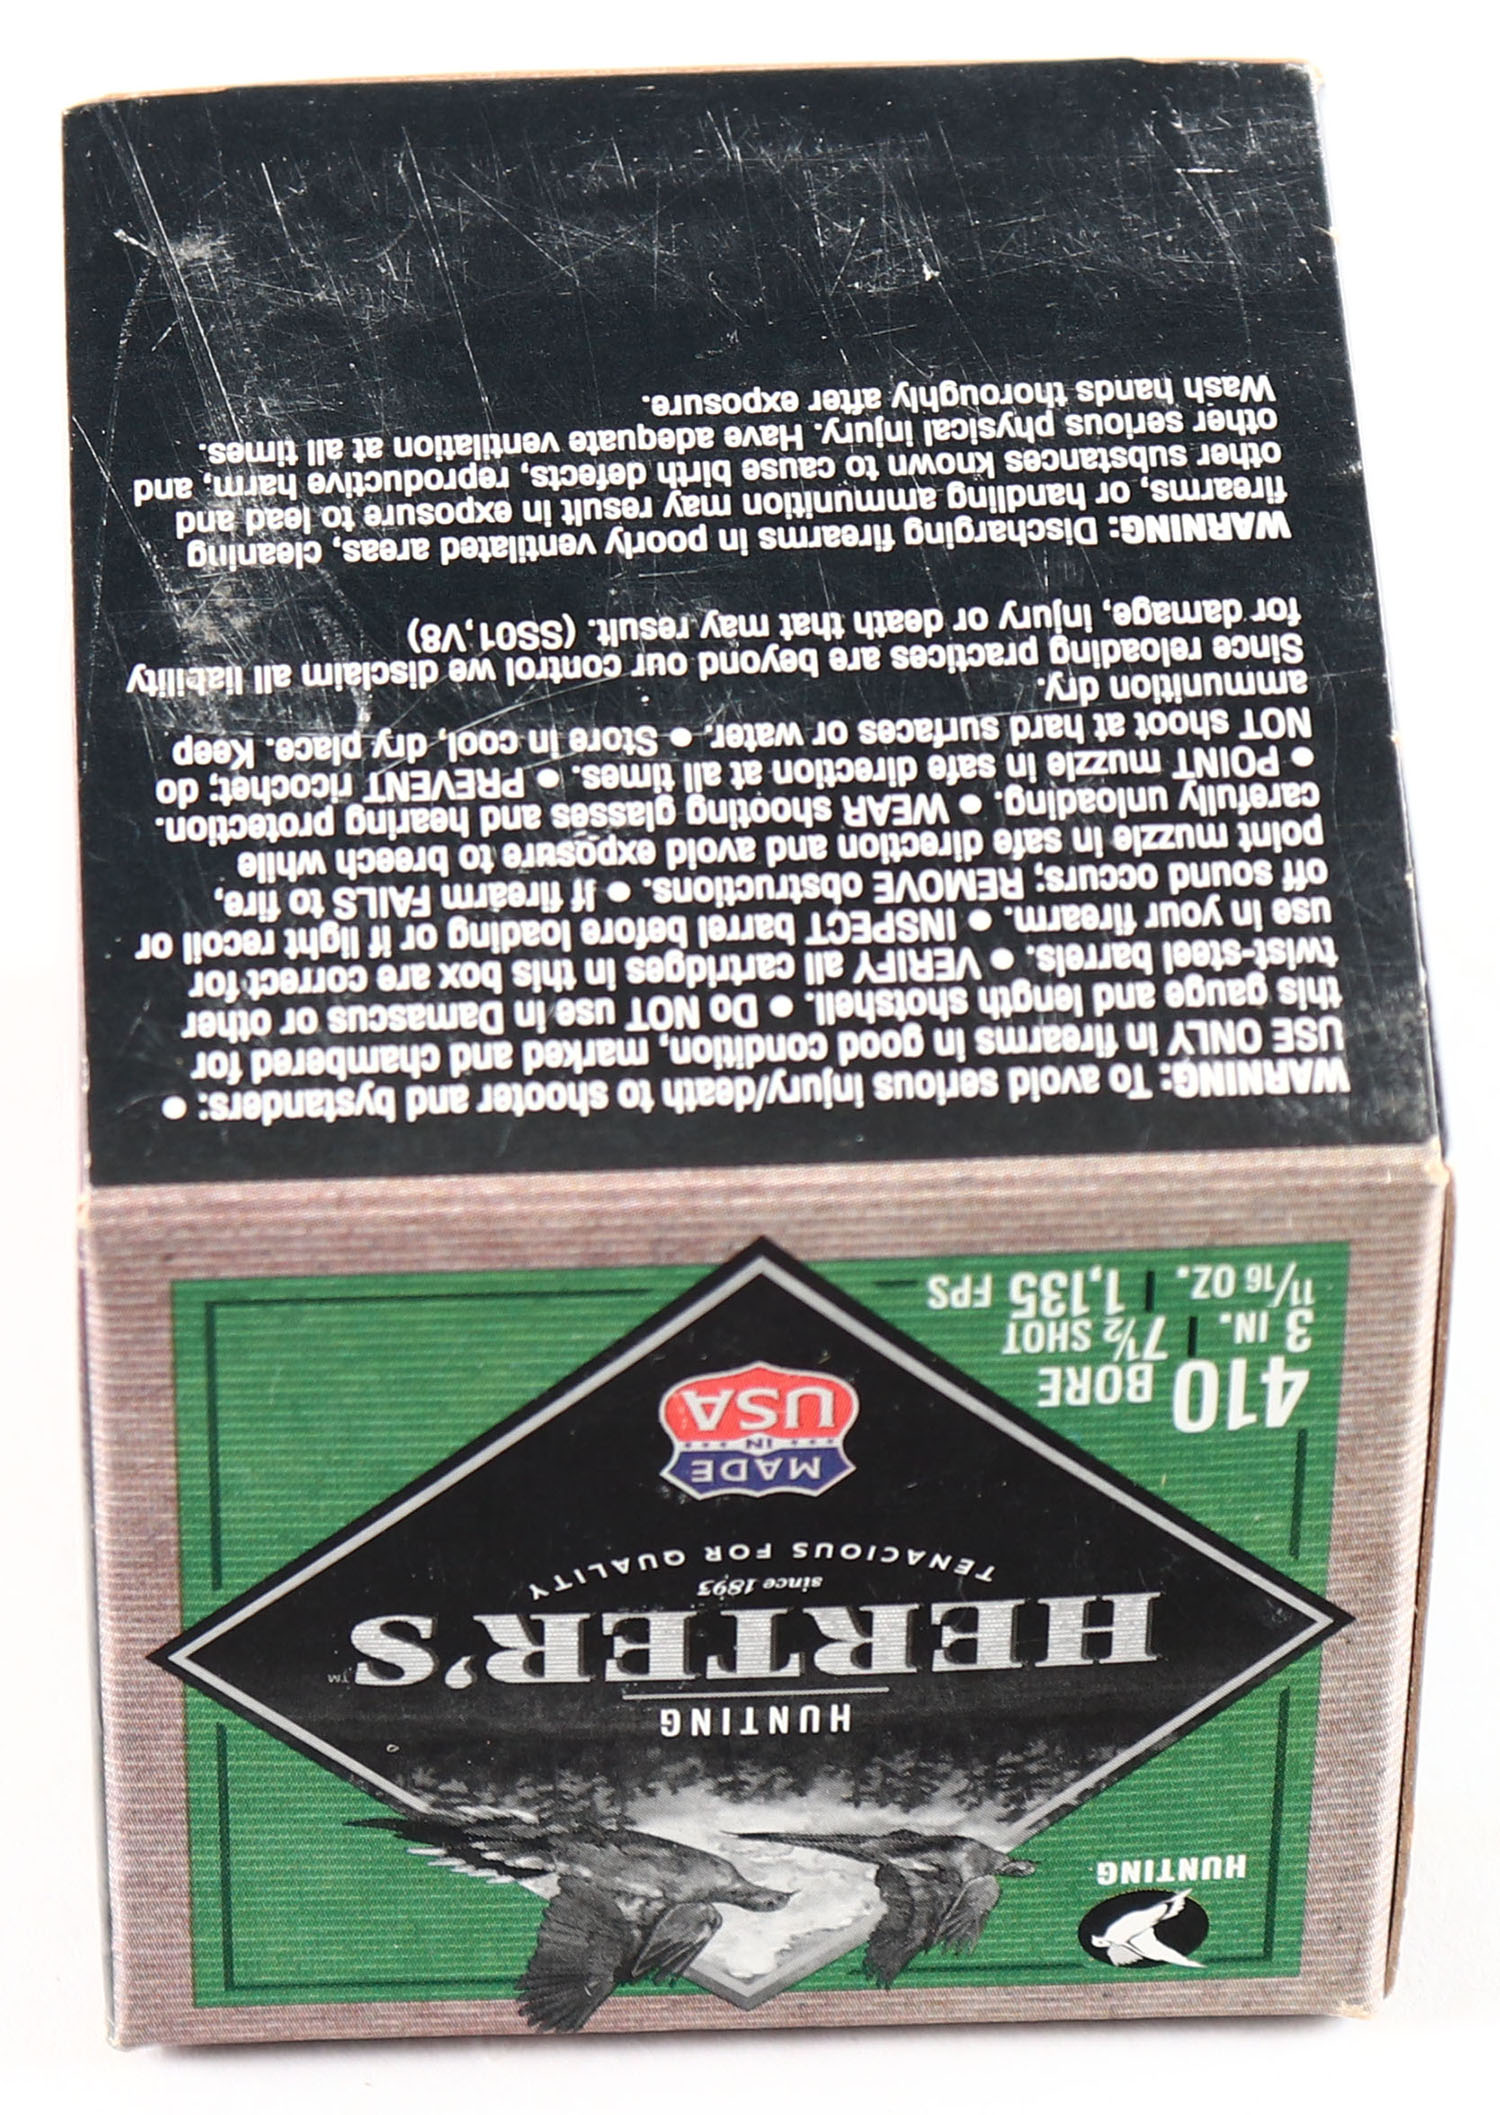 HUNTING
HUNTING
HERTER'S™
since 1893
TENACIOUS FOR QUALITY
MADE
IN
USA
410 BORE
3 IN. | 7½ SHOT
11/16 OZ. | 1,135 FPS
WARNING: To avoid serious injury/death to shooter and bystanders: •
USE ONLY in firearms in good condition, marked, and chambered for
this gauge and length shotshell. • Do NOT use in Damascus or other
twist-steel barrels. • VERIFY all cartridges in this box are correct for
use in your firearm. • INSPECT barrel before loading or if light recoil or
off sound occurs; REMOVE obstructions. • If firearm FAILS to fire,
point muzzle in safe direction and avoid exposure to breech while
carefully unloading. • WEAR shooting glasses and hearing protection.
• POINT muzzle in safe direction at all times. • PREVENT ricochet; do
NOT shoot at hard surfaces or water. • Store in cool, dry place. Keep
ammunition dry.
Since reloading practices are beyond our control we disclaim all liability
for damage, injury or death that may result. (SS01,V8)
WARNING: Discharging firearms in poorly ventilated areas, cleaning
firearms, or handling ammunition may result in exposure to lead and
other substances known to cause birth defects, reproductive harm, and
other serious physical injury. Have adequate ventilation at all times.
Wash hands thoroughly after exposure.